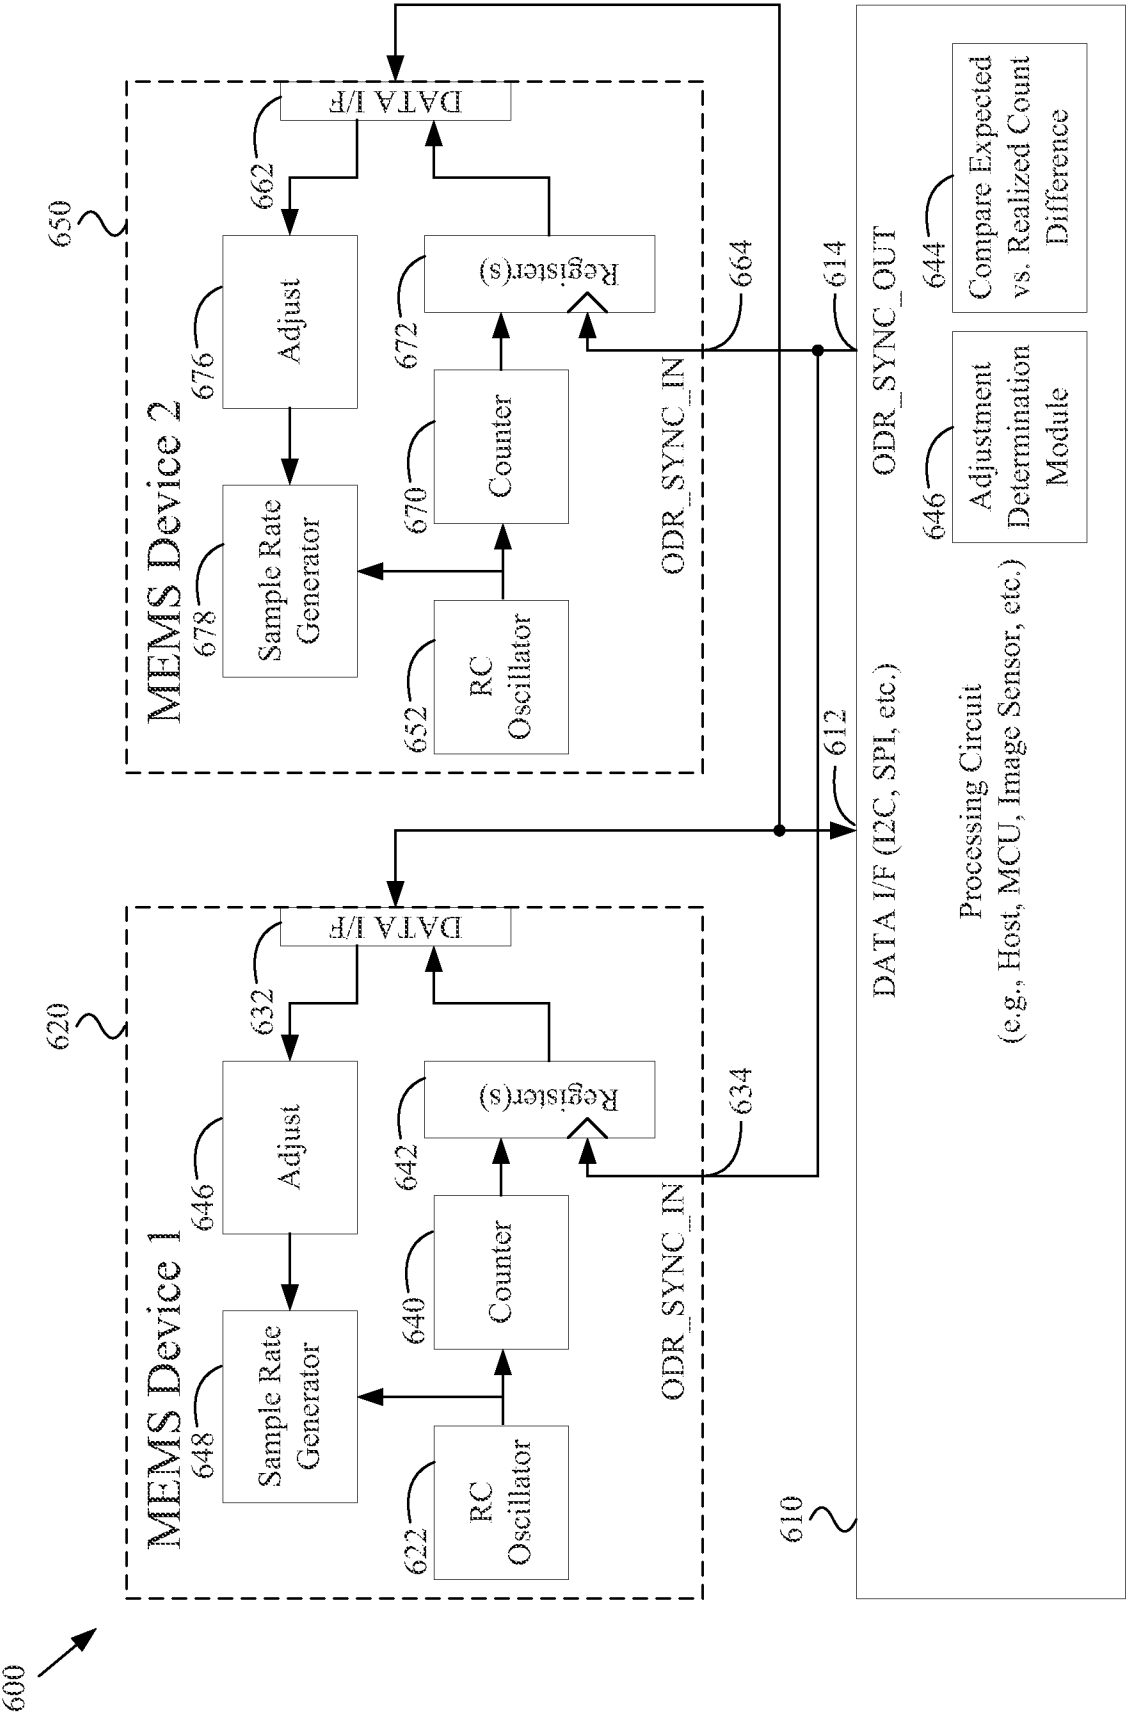 600
620
MEMS Device 1
648
Sample Rate
Generator
646
Adjust
632
DATA I/F
622
RC
Oscillator
640
Counter
642
Register(s)
ODR_SYNC_IN
634
650
MEMS Device 2
678
Sample Rate
Generator
676
Adjust
662
DATA I/F
652
RC
Oscillator
670
Counter
672
Register(s)
ODR_SYNC_IN
664
610
612
614
DATA I/F (I2C, SPI, etc.)
ODR_SYNC_OUT
Processing Circuit
(e.g., Host, MCU, Image Sensor, etc.)
646
Adjustment
Determination
Module
644
Compare Expected
vs. Realized Count
Difference